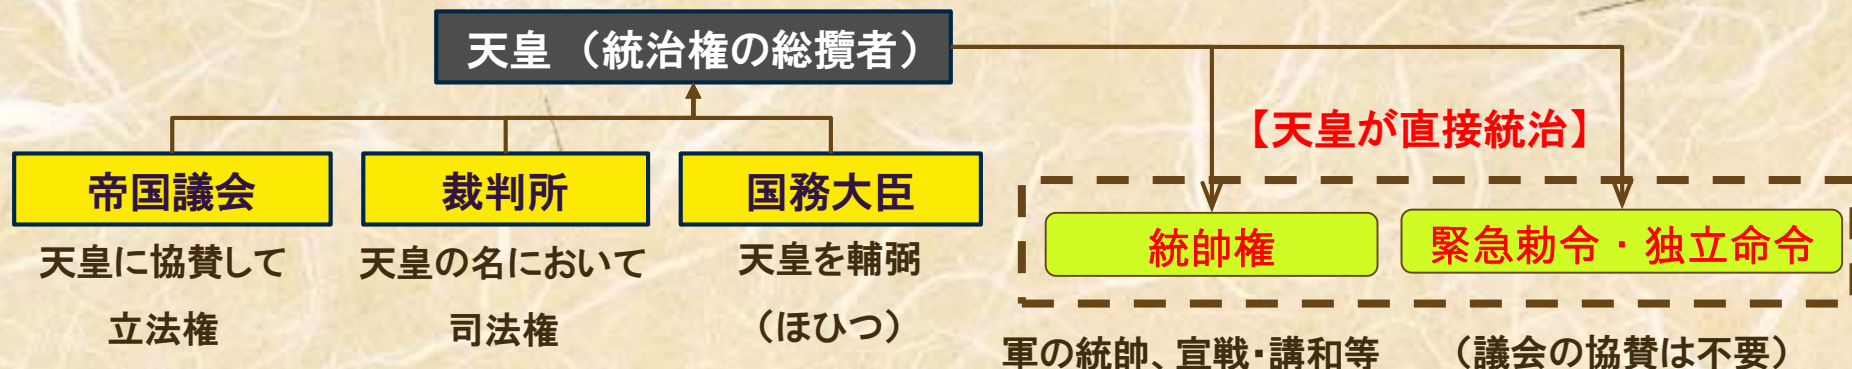 天皇 （統治権の総攬者）
【天皇が直接統治】
帝国議会
裁判所
国務大臣
統帥権
緊急勅令・独立命令
天皇に協賛して
立法権
天皇の名において
司法権
天皇を輔弼
（ほひつ）
軍の統帥、宣戦・講和等
（議会の協賛は不要）